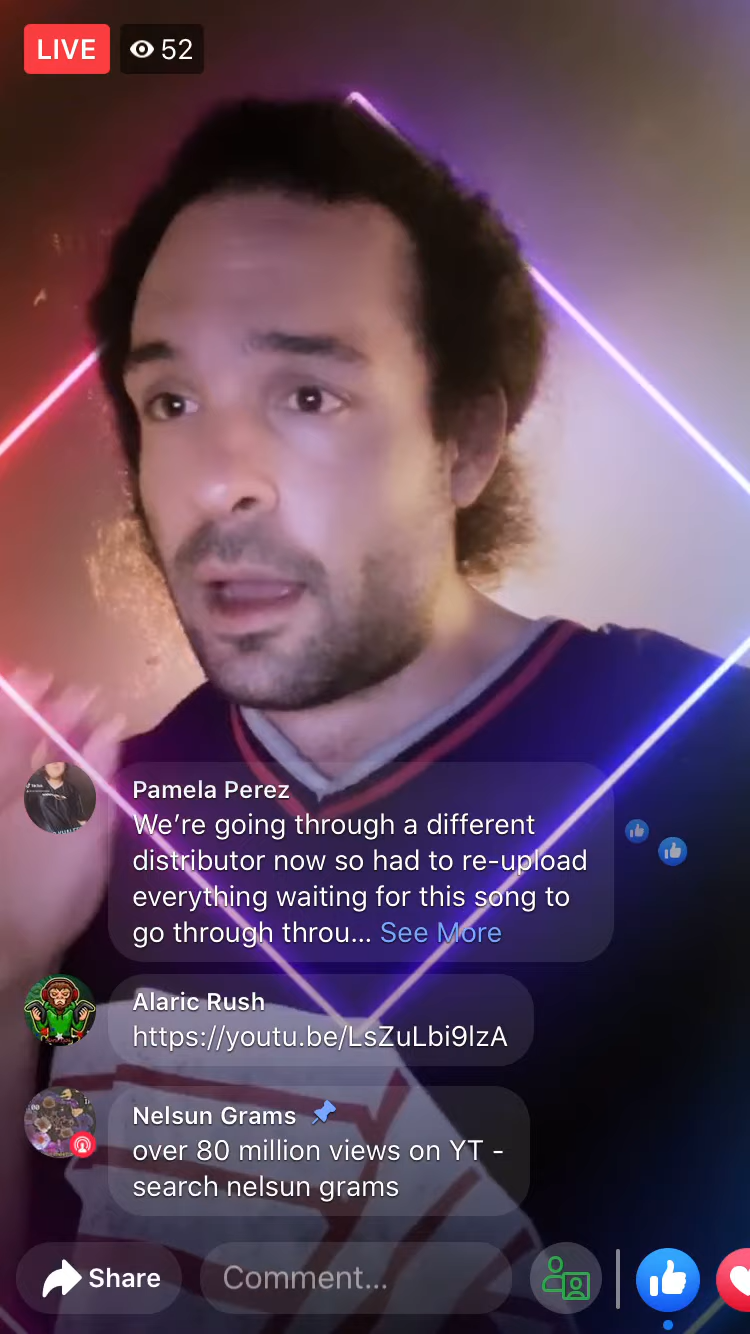 LIVE
52
Pamela Perez
We’re going through a different
distributor now so had to re-upload
everything waiting for this song to
go through throu... See More
Alaric Rush
https://youtu.be/LsZuLbi9lzA
Nelsun Grams
over 80 million views on YT -
search nelsun grams
Share
Comment...